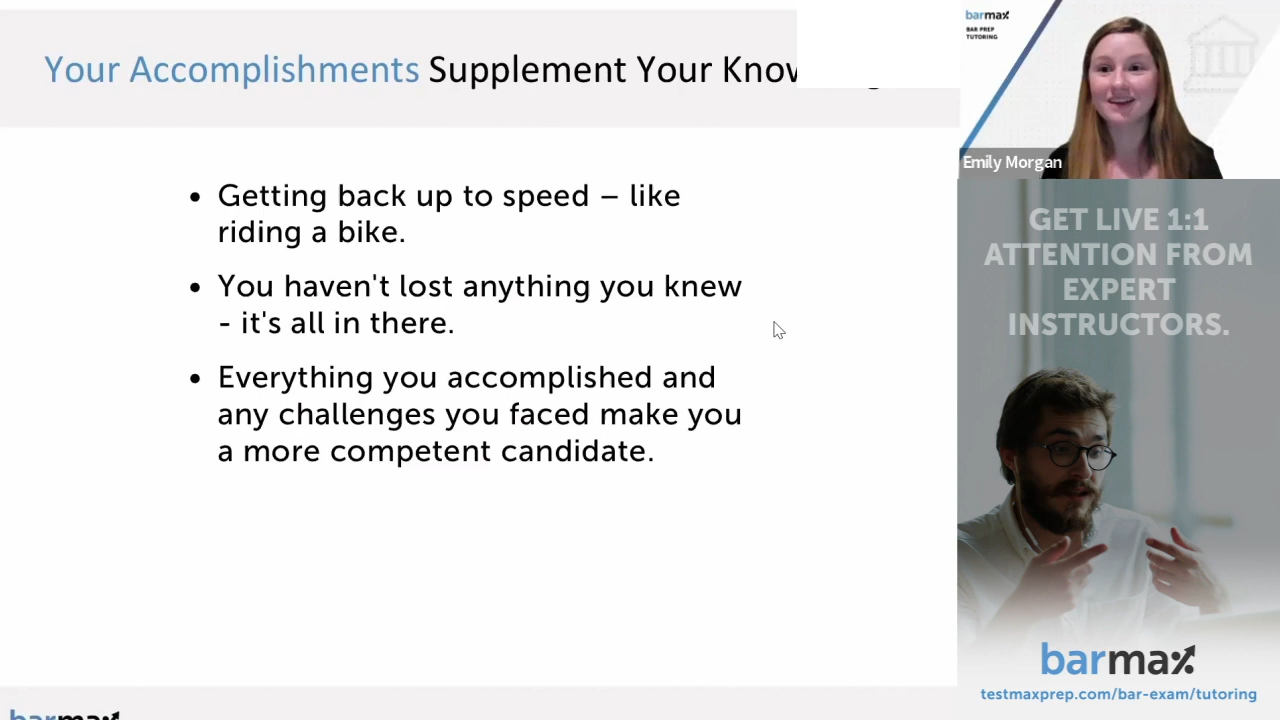 Your Accomplishments Supplement Your
barmax
BAR PREP
TUTORING
Emily Morgan
• Getting back up to speed – like
riding a bike.
• You haven't lost anything you knew
- it's all in there.
• Everything you accomplished and
any challenges you faced make you
a more competent candidate.
GET LIVE 1:1
ATTENTION FROM
EXPERT
INSTRUCTORS.
barmax
testmaxprep.com/bar-exam/tutoring
barmax